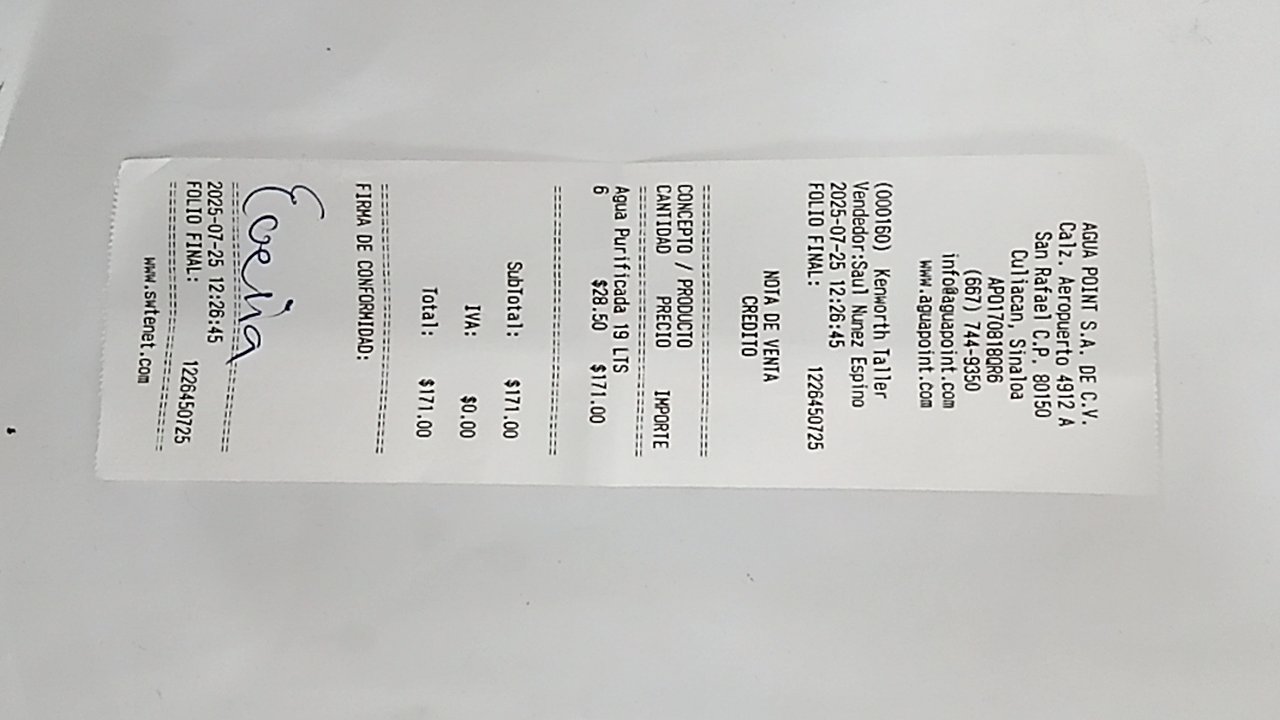 AGUA POINT S.A. DE C.V.
Calz. Aeropuerto 4912 A
San Rafael C.P. 80150
Culiacan, Sinaloa
APO170818QR6
(667) 744-9350
info@aguapoint.com
www.aguapoint.com
(000160) Kenworth Taller
Vendedor:Saul Nunez Espino
2025-07-25 12:26:45
FOLIO FINAL: 1226450725
NOTA DE VENTA
CREDITO
===========================
CONCEPTO / PRODUCTO
CANTIDAD PRECIO IMPORTE
===========================
Agua Purificada 19 LTS
6 $28.50 $171.00
===========================
SubTotal: $171.00
IVA: $0.00
Total: $171.00
===========================
FIRMA DE CONFORMIDAD:
===========================
2025-07-25 12:26:45
FOLIO FINAL: 1226450725
===========================
www.swtenet.com